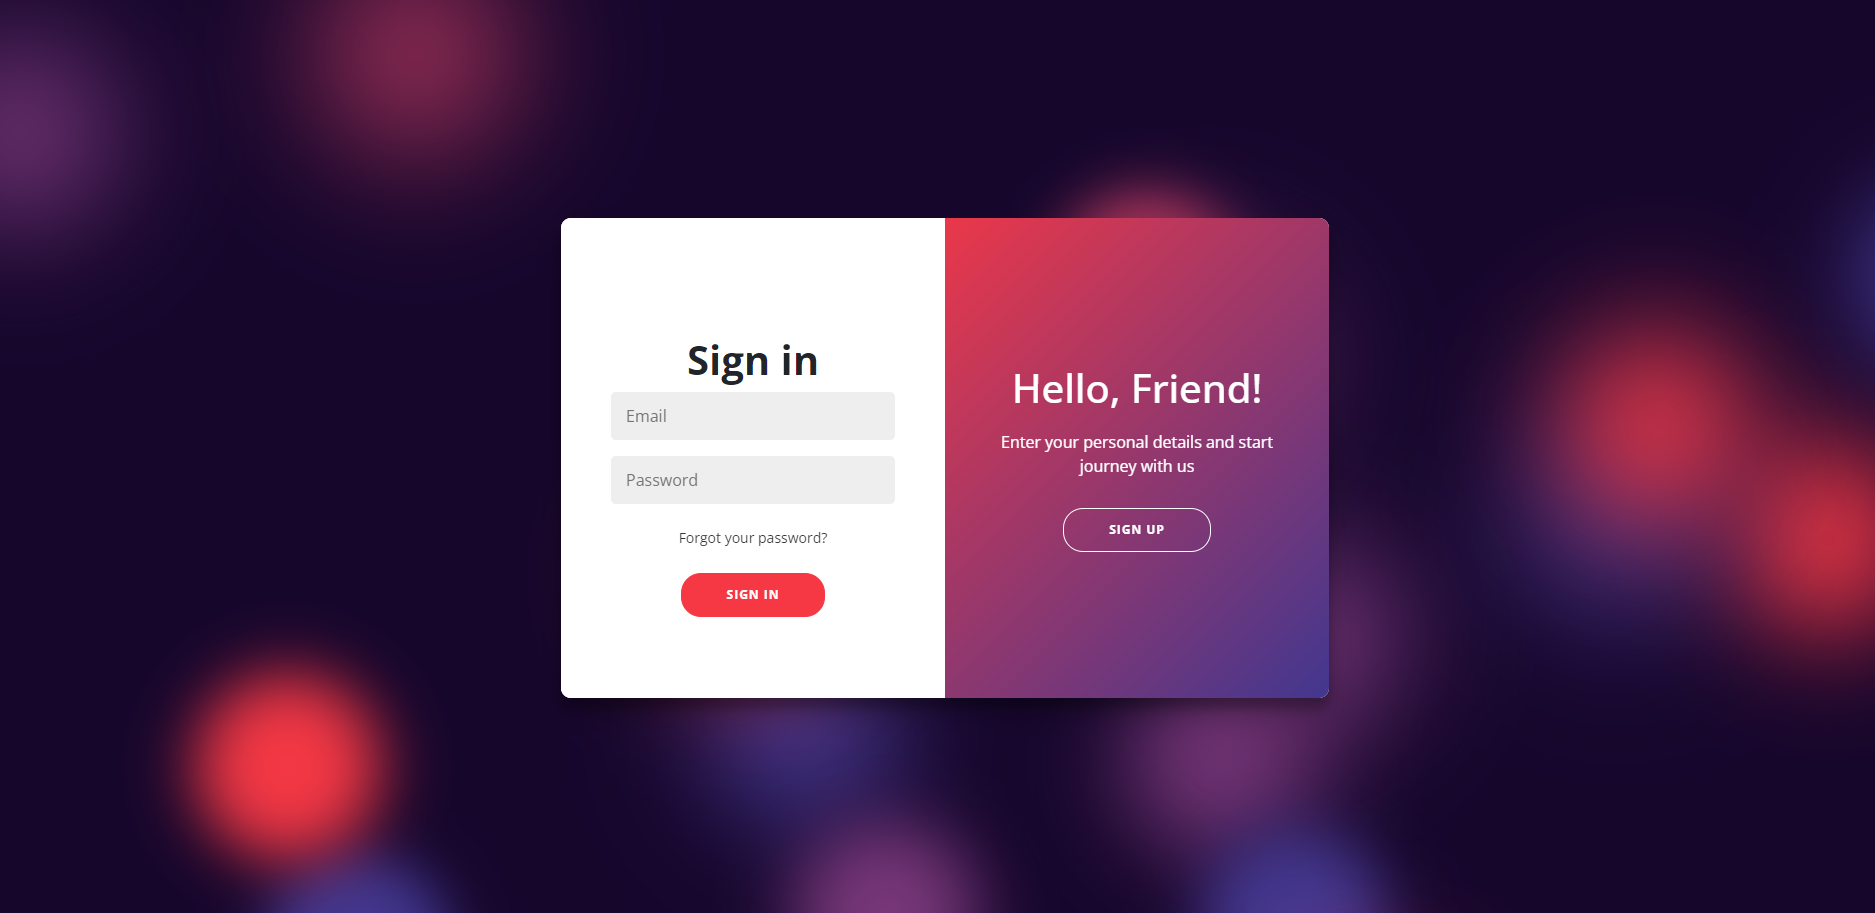 Sign in
Email
Password
Forgot your password?
SIGN IN
Hello, Friend!
Enter your personal details and start
journey with us
SIGN UP